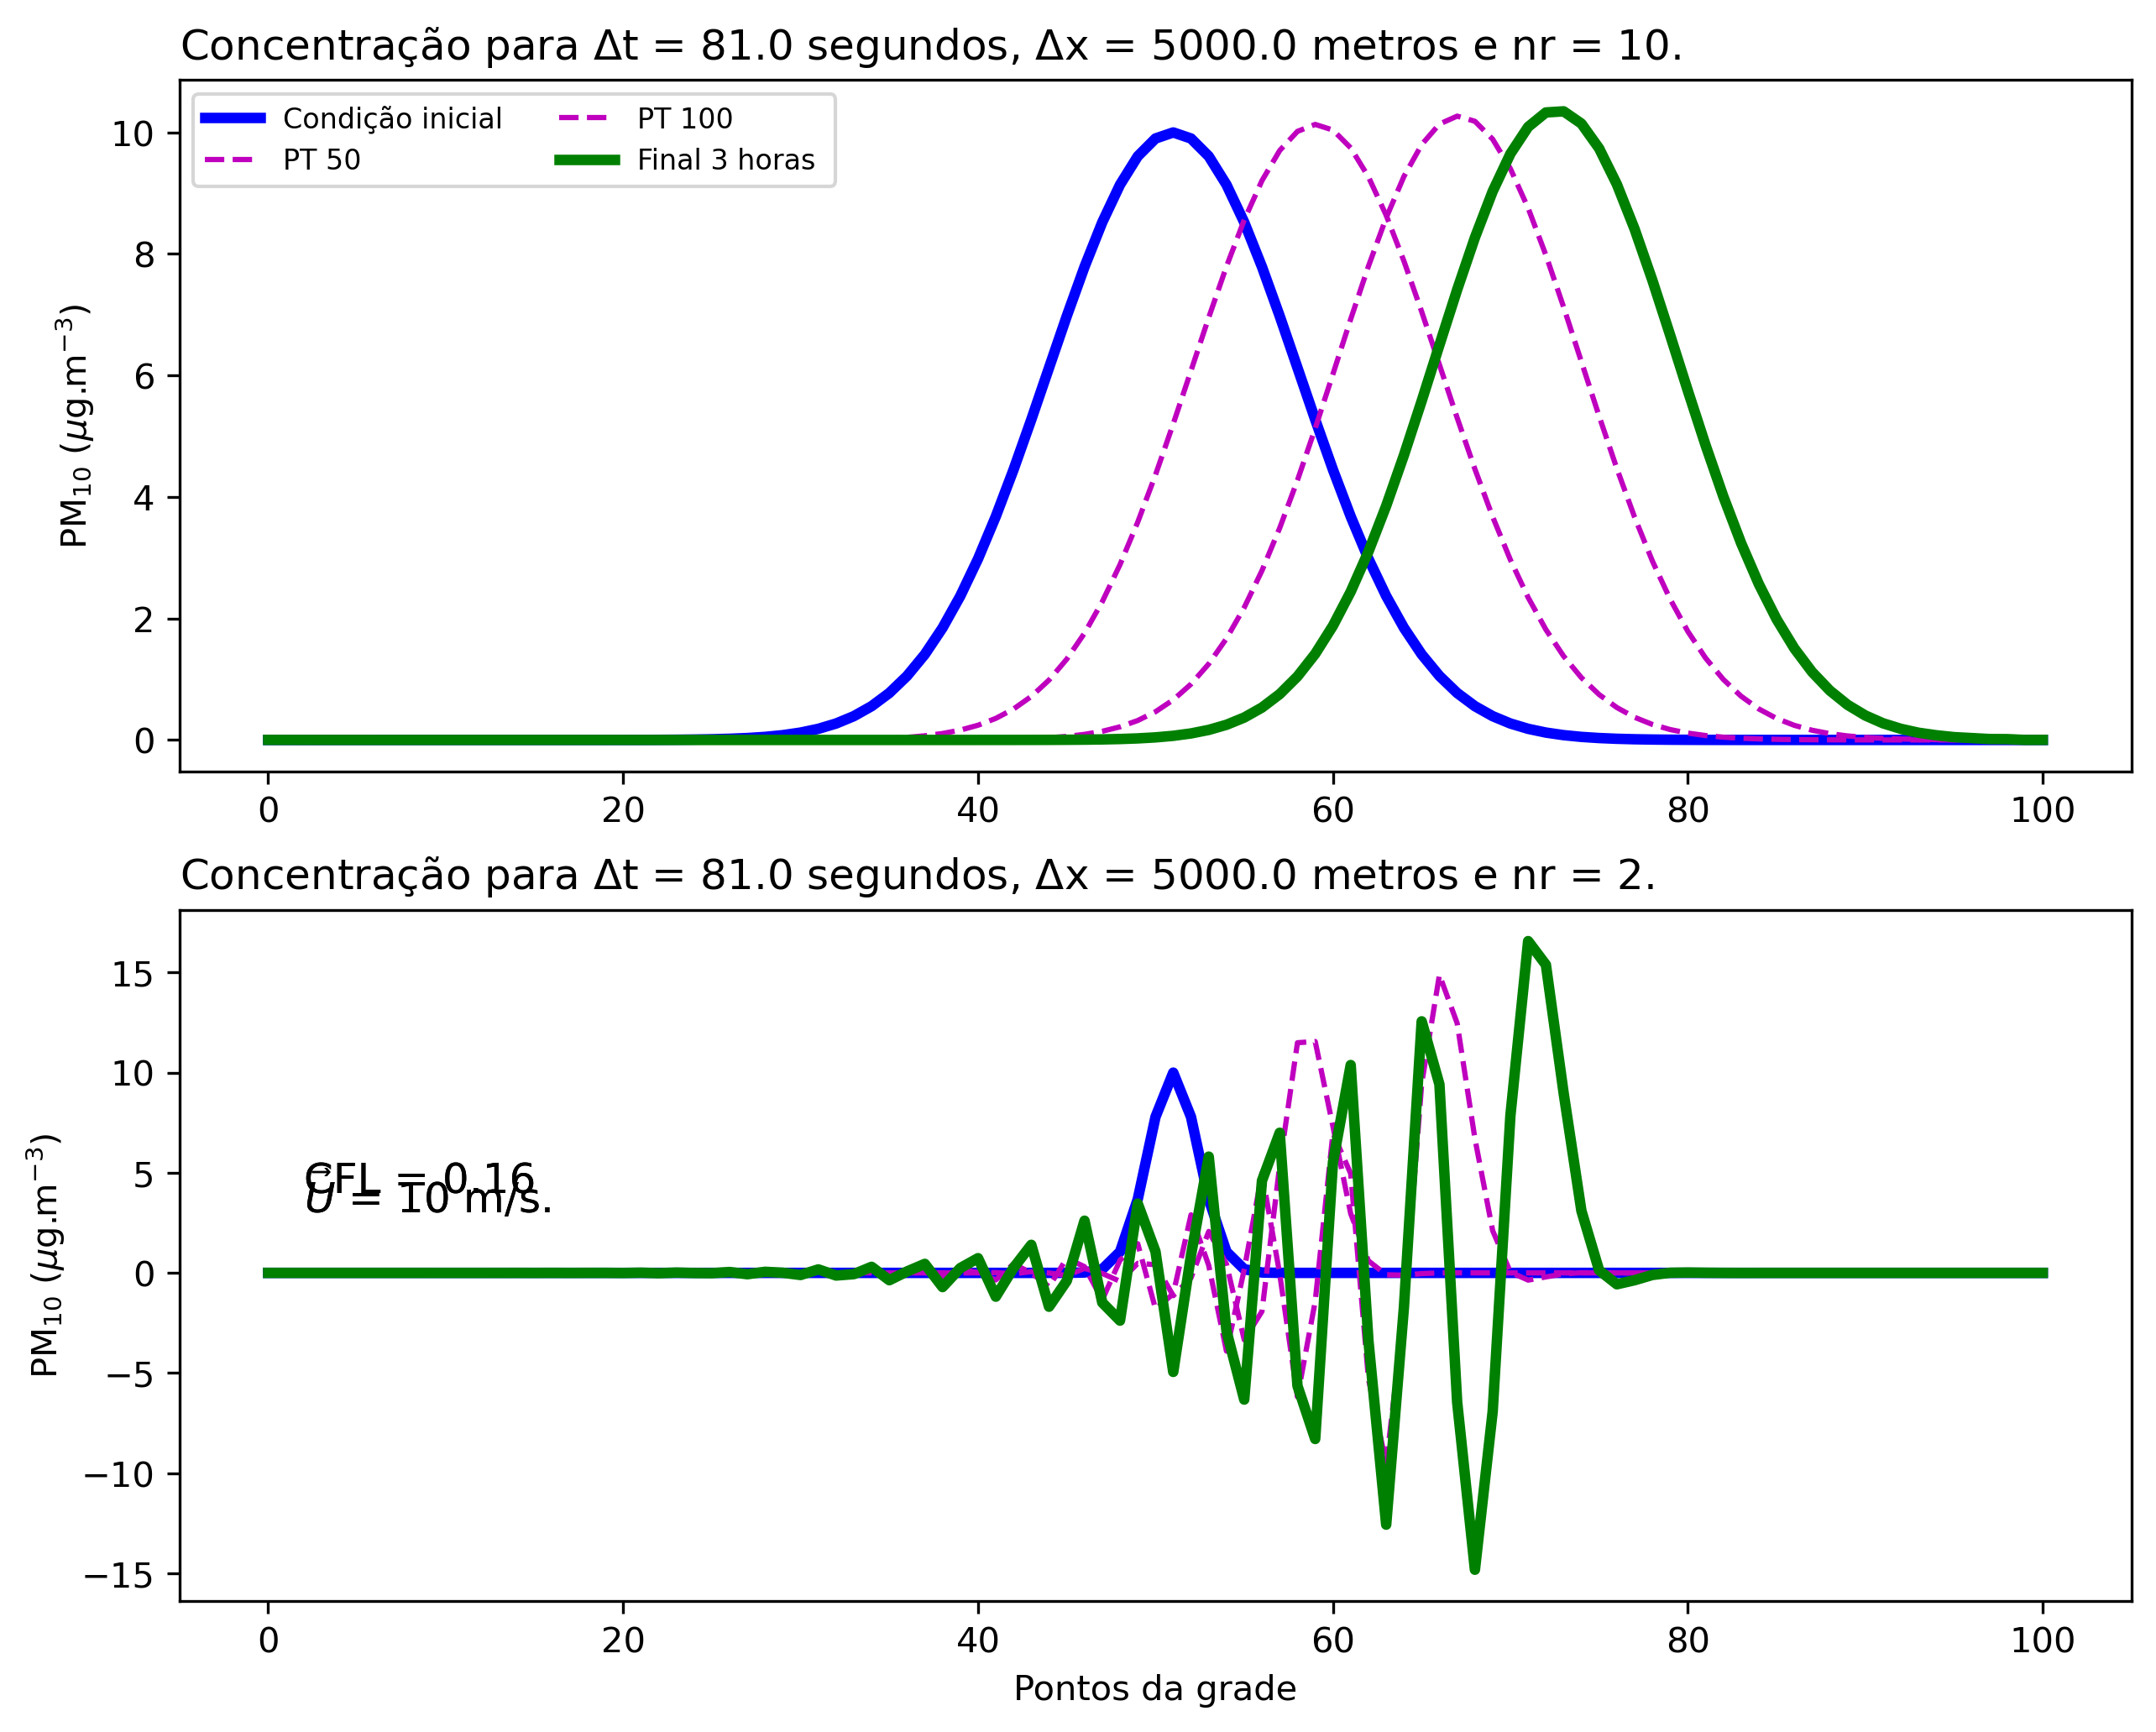 Concentração para Δt = 81.0 segundos, Δx = 5000.0 metros e nr = 10.
Condição inicial
PT 50
PT 100
Final 3 horas
PM₁₀ (μg.m⁻³)
10
8
6
4
2
0
0 20 40 60 80 100
Concentração para Δt = 81.0 segundos, Δx = 5000.0 metros e nr = 2.
PM₁₀ (μg.m⁻³)
15
10
5
0
−5
−10
−15
CFL = 0.16
U⃗ = 10 m/s.
0 20 40 60 80 100
Pontos da grade